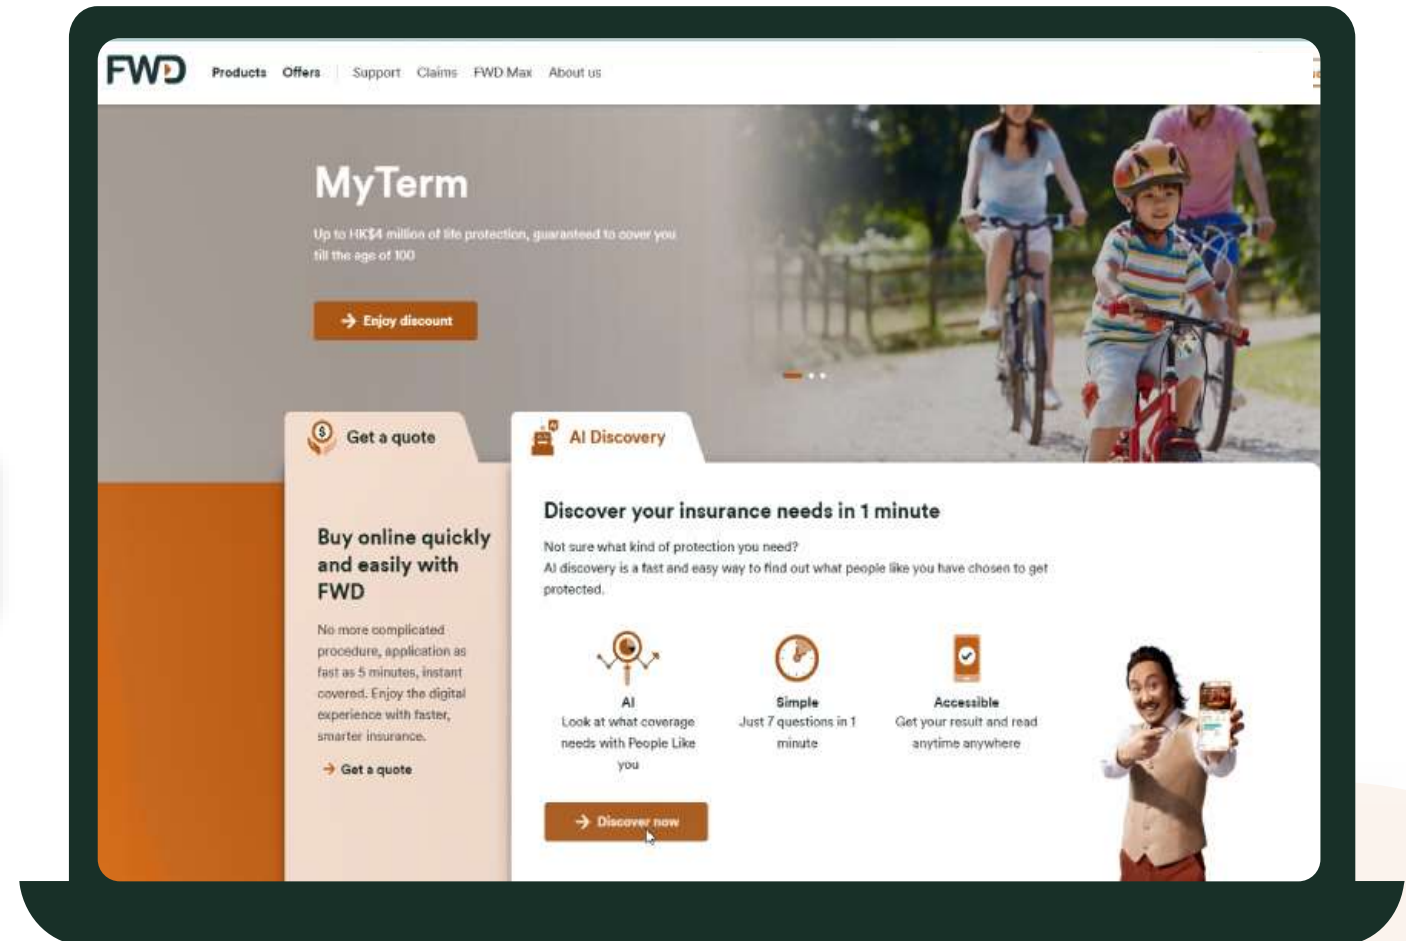 FWD
Products Offers Support Claims FWD Max About us
MyTerm
Up to HK$4 million of life protection, guaranteed to cover you
till the age of 100
→ Enjoy discount
$ Get a quote
AI
AI Discovery
Buy online quickly
and easily with
FWD
No more complicated
procedure, application as
fast as 5 minutes, instant
covered. Enjoy the digital
experience with faster,
smarter insurance.
→ Get a quote
Discover your insurance needs in 1 minute
Not sure what kind of protection you need?
AI discovery is a fast and easy way to find out what people like you have chosen to get
protected.
AI
Look at what coverage
needs with People Like
you
Simple
Just 7 questions in 1
minute
Accessible
Get your result and read
anytime anywhere
→ Discover now